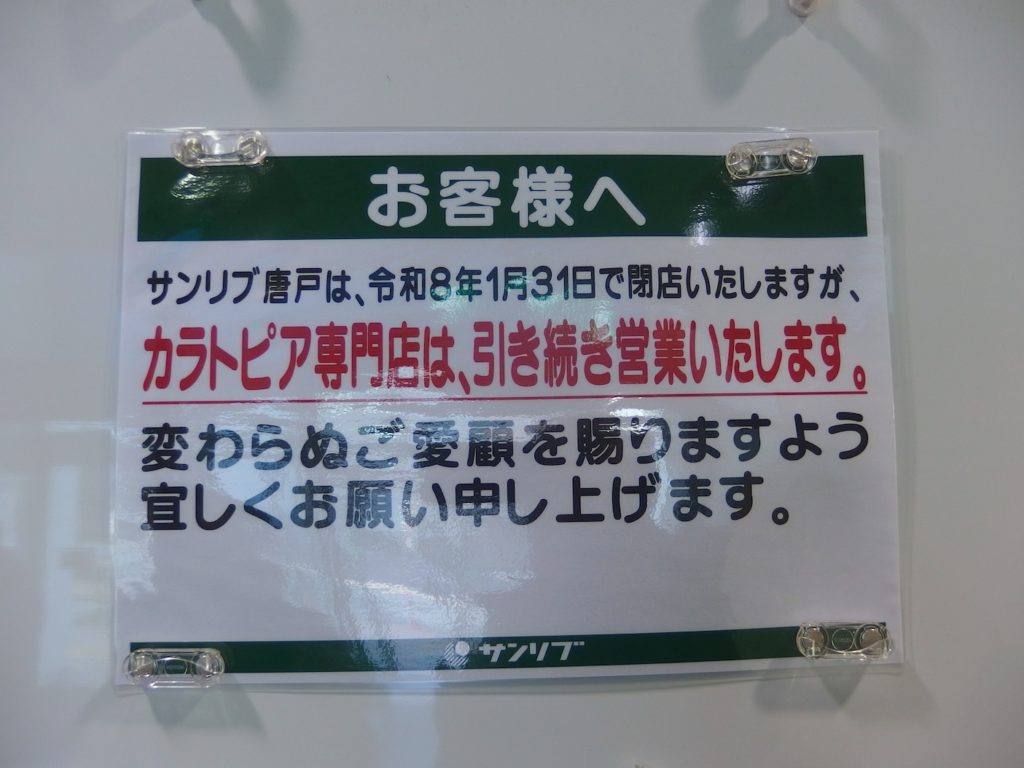 お客様へ
サンリブ唐戸は、令和8年1月31日で閉店いたしますが、
カラトピア専門店は、引き続き営業いたします。
変わらぬご愛顧を賜りますよう
宜しくお願い申し上げます。
サンリブ